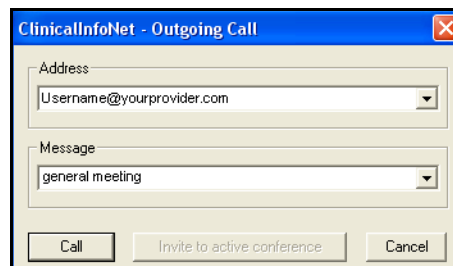 ClinicalInfoNet - Outgoing Call
Address
Username@yourprovider.com
Message
general meeting
Call Invite to active conference Cancel